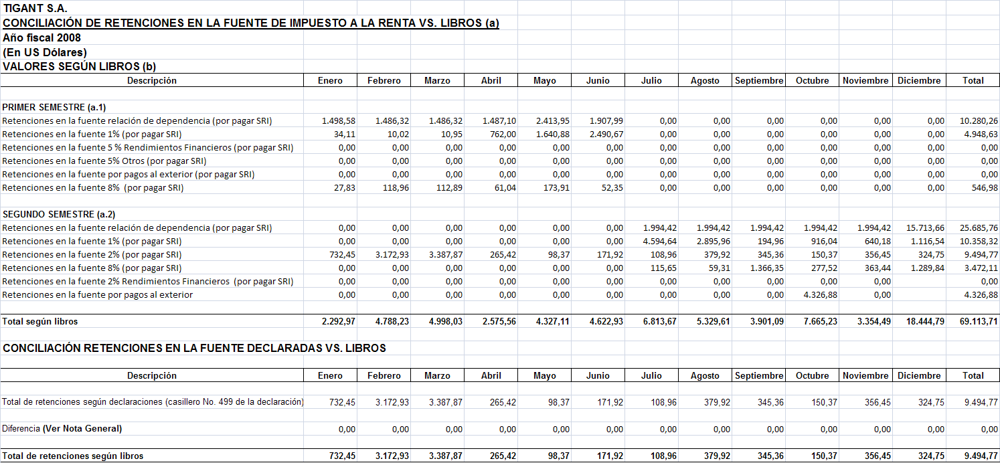 TIGANT S.A.
CONCILIACIÓN DE RETENCIONES EN LA FUENTE DE IMPUESTO A LA RENTA VS. LIBROS (a)
Año fiscal 2008
(En US Dólares)
VALORES SEGÚN LIBROS (b)
Descripción Enero Febrero Marzo Abril Mayo Junio Julio Agosto Septiembre Octubre Noviembre Diciembre Total
PRIMER SEMESTRE (a.1)
Retenciones en la fuente relación de dependencia (por pagar SRI) 1.498,58 1.486,32 1.486,32 1.487,10 2.413,95 1.907,99 0,00 0,00 0,00 0,00 0,00 0,00 10.280,26
Retenciones en la fuente 1% (por pagar SRI) 34,11 10,02 10,95 762,00 1.640,88 2.490,67 0,00 0,00 0,00 0,00 0,00 0,00 4.948,63
Retenciones en la fuente 5 % Rendimientos Financieros (por pagar SRI) 0,00 0,00 0,00 0,00 0,00 0,00 0,00 0,00 0,00 0,00 0,00 0,00 0,00
Retenciones en la fuente 5% Otros (por pagar SRI) 0,00 0,00 0,00 0,00 0,00 0,00 0,00 0,00 0,00 0,00 0,00 0,00 0,00
Retenciones en la fuente por pagos al exterior (por pagar SRI) 0,00 0,00 0,00 0,00 0,00 0,00 0,00 0,00 0,00 0,00 0,00 0,00 0,00
Retenciones en la fuente 8% (por pagar SRI) 27,83 118,96 112,89 61,04 173,91 52,35 0,00 0,00 0,00 0,00 0,00 0,00 546,98
SEGUNDO SEMESTRE (a.2)
Retenciones en la fuente relación de dependencia (por pagar SRI) 0,00 0,00 0,00 0,00 0,00 0,00 1.994,42 1.994,42 1.994,42 1.994,42 1.994,42 15.713,66 25.685,76
Retenciones en la fuente 1% (por pagar SRI) 0,00 0,00 0,00 0,00 0,00 0,00 4.594,64 2.895,96 194,96 916,04 640,18 1.116,54 10.358,32
Retenciones en la fuente 2% (por pagar SRI) 732,45 3.172,93 3.387,87 265,42 98,37 171,92 108,96 379,92 345,36 150,37 356,45 324,75 9.494,77
Retenciones en la fuente 8% (por pagar SRI) 0,00 0,00 0,00 0,00 0,00 0,00 115,65 59,31 1.366,35 277,52 363,44 1.289,84 3.472,11
Retenciones en la fuente 2% Rendimientos Financieros (por pagar SRI) 0,00 0,00 0,00 0,00 0,00 0,00 0,00 0,00 0,00 0,00 0,00 0,00
Retenciones en la fuente por pagos al exterior 0,00 0,00 0,00 0,00 0,00 0,00 0,00 0,00 0,00 4.326,88 0,00 4.326,88
Total según libros 2.292,97 4.788,23 4.998,03 2.575,56 4.327,11 4.622,93 6.813,67 5.329,61 3.901,09 7.665,23 3.354,49 18.444,79 69.113,71
CONCILIACIÓN RETENCIONES EN LA FUENTE DECLARADAS VS. LIBROS
Descripción Enero Febrero Marzo Abril Mayo Junio Julio Agosto Septiembre Octubre Noviembre Diciembre Total
Total de retenciones según declaraciones (casillero No. 499 de la declaración) 732,45 3.172,93 3.387,87 265,42 98,37 171,92 108,96 379,92 345,36 150,37 356,45 324,75 9.494,77
Diferencia (Ver Nota General) 0,00 0,00 0,00 0,00 0,00 0,00 0,00 0,00 0,00 0,00 0,00 0,00 0,00
Total de retenciones según libros 732,45 3.172,93 3.387,87 265,42 98,37 171,92 108,96 379,92 345,36 150,37 356,45 324,75 9.494,77